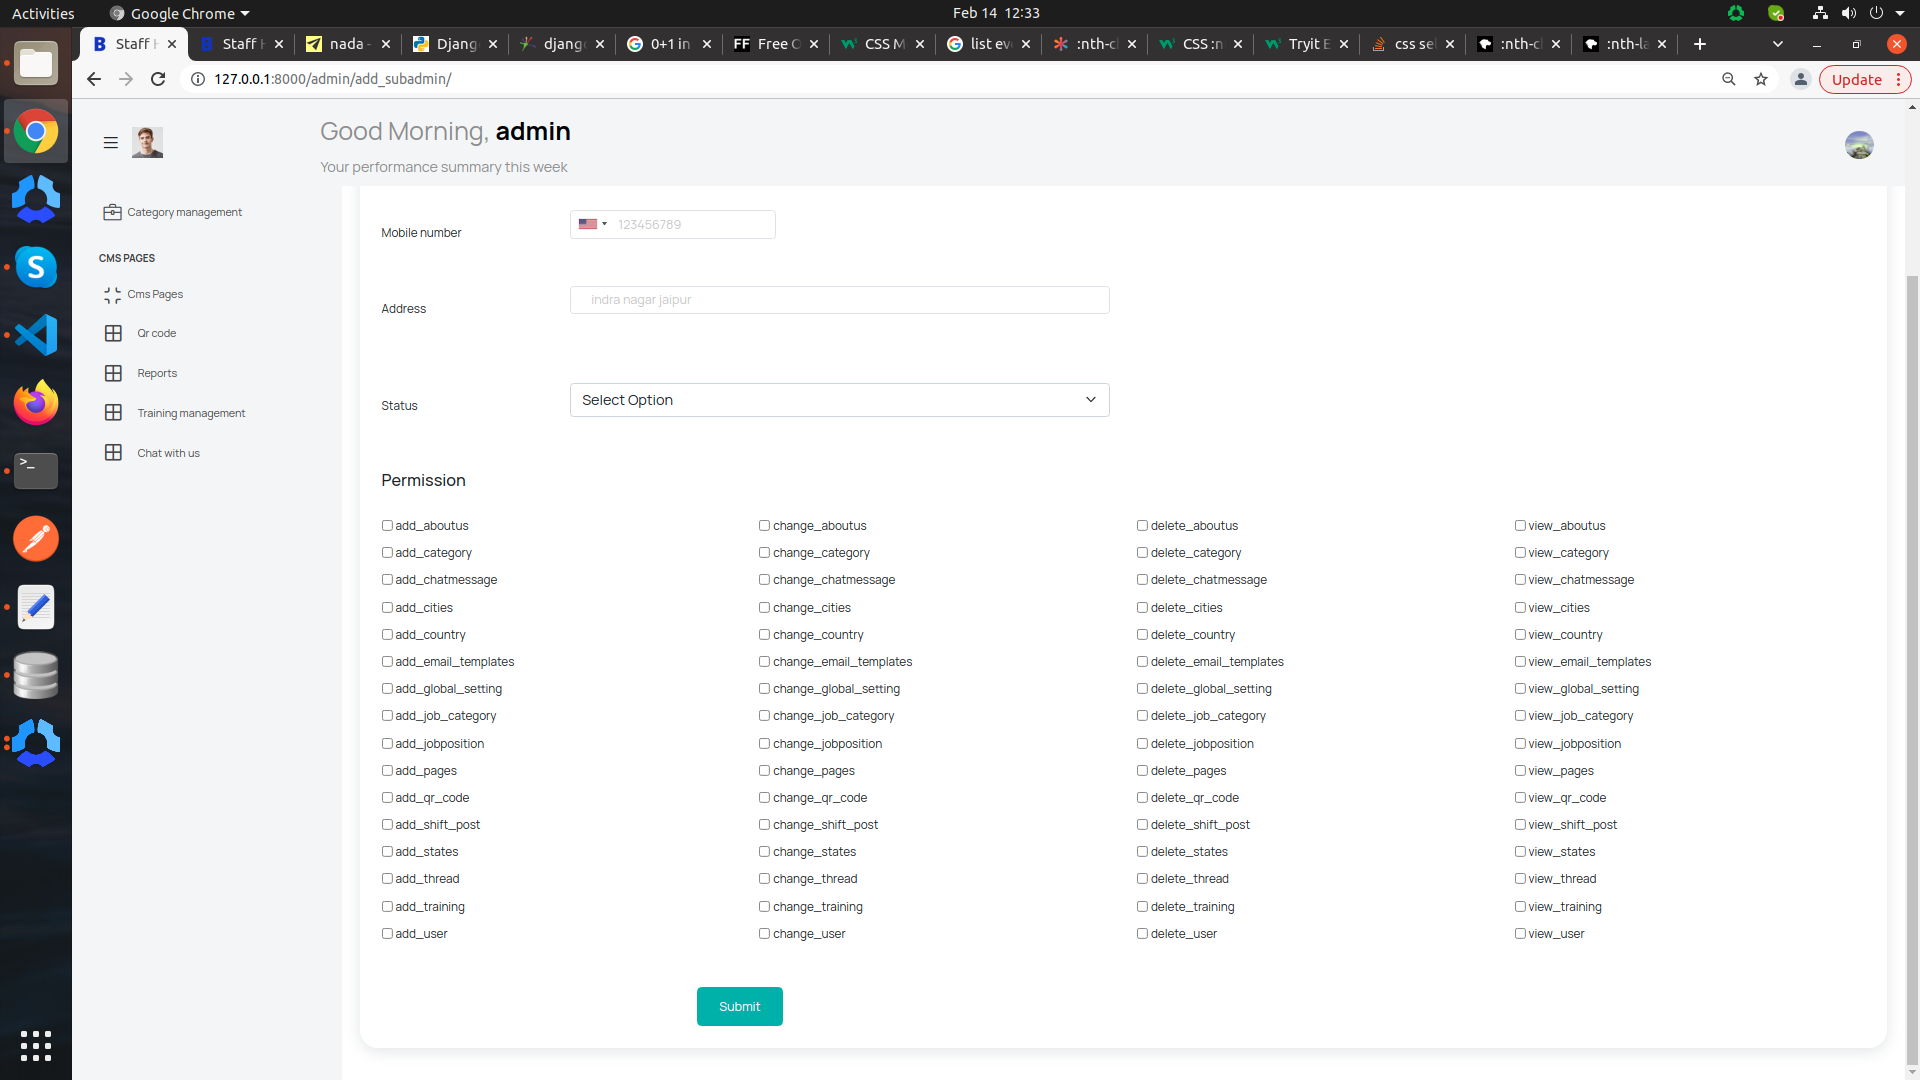 Activities
Google Chrome
Feb 14 12:33
Staff H
Staff H
nada -
Djang
djang
0+1 in
Free O
CSS M
list eve
:nth-cl
CSS :n
Tryit E
css sel
:nth-cl
:nth-la
127.0.0.1:8000/admin/add_subadmin/
Update
Good Morning, admin
Your performance summary this week
Category management
CMS PAGES
Cms Pages
Qr code
Reports
Training management
Chat with us
Mobile number
123456789
Address
indra nagar jaipur
Status
Select Option
Permission
add_aboutus change_aboutus delete_aboutus view_aboutus
add_category change_category delete_category view_category
add_chatmessage change_chatmessage delete_chatmessage view_chatmessage
add_cities change_cities delete_cities view_cities
add_country change_country delete_country view_country
add_email_templates change_email_templates delete_email_templates view_email_templates
add_global_setting change_global_setting delete_global_setting view_global_setting
add_job_category change_job_category delete_job_category view_job_category
add_jobposition change_jobposition delete_jobposition view_jobposition
add_pages change_pages delete_pages view_pages
add_qr_code change_qr_code delete_qr_code view_qr_code
add_shift_post change_shift_post delete_shift_post view_shift_post
add_states change_states delete_states view_states
add_thread change_thread delete_thread view_thread
add_training change_training delete_training view_training
add_user change_user delete_user view_user
Submit